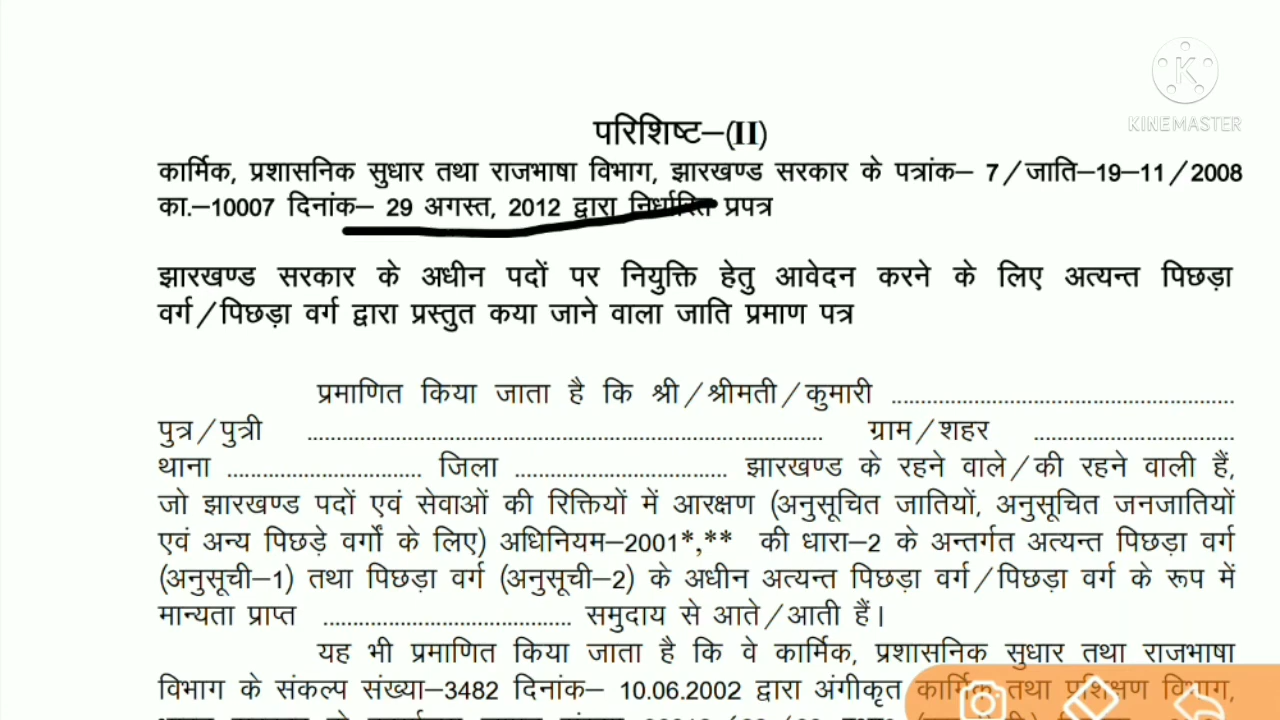 KINEMASTER
परिशिष्ट–(II)
कार्मिक, प्रशासनिक सुधार तथा राजभाषा विभाग, झारखण्ड सरकार के पत्रांक– 7/जाति–19–11/2008
का.–10007 दिनांक– 29 अगस्त, 2012 द्वारा निर्धारित प्रपत्र
झारखण्ड सरकार के अधीन पदों पर नियुक्ति हेतु आवेदन करने के लिए अत्यन्त पिछड़ा
वर्ग/पिछड़ा वर्ग द्वारा प्रस्तुत कया जाने वाला जाति प्रमाण पत्र
प्रमाणित किया जाता है कि श्री/श्रीमती/कुमारी ..........................................................
पुत्र/पुत्री ........................................................................................ ग्राम/शहर ..................................
थाना ................................. जिला .................................... झारखण्ड के रहने वाले/की रहने वाली हैं,
जो झारखण्ड पदों एवं सेवाओं की रिक्तियों में आरक्षण (अनुसूचित जातियों, अनुसूचित जनजातियों
एवं अन्य पिछड़े वर्गों के लिए) अधिनियम–2001*,** की धारा–2 के अन्तर्गत अत्यन्त पिछड़ा वर्ग
(अनुसूची–1) तथा पिछड़ा वर्ग (अनुसूची–2) के अधीन अत्यन्त पिछड़ा वर्ग/पिछड़ा वर्ग के रूप में
मान्यता प्राप्त .......................................... समुदाय से आते/आती हैं।
यह भी प्रमाणित किया जाता है कि वे कार्मिक, प्रशासनिक सुधार तथा राजभाषा
विभाग के संकल्प संख्या–3482 दिनांक– 10.06.2002 द्वारा अंगीकृत कार्मिक तथा प्रशिक्षण विभाग,